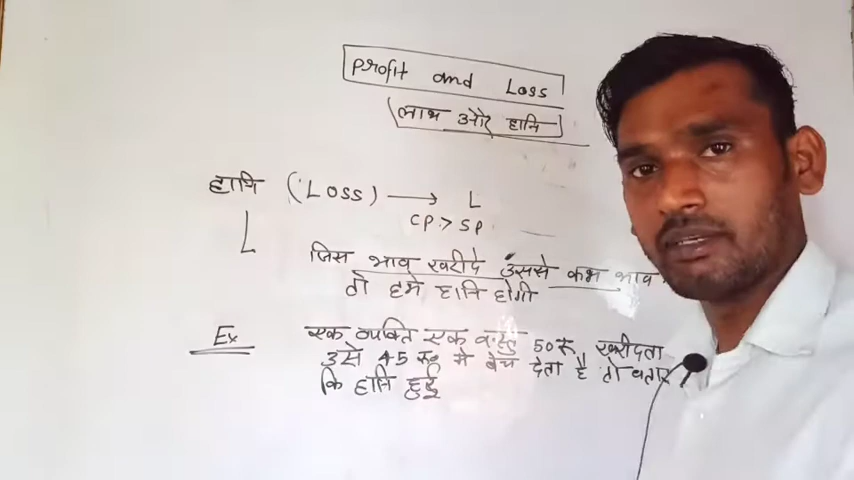 Profit and Loss
लाभ और हानि
हानि (Loss) → L
L CP > SP
जिस भाव खरीदे उससे कम भाव
तो हमे हानि होगी
Ex एक व्यक्ति एक वस्तु 50 रू खरीदता
उसे 45 रू मे बेच देता है तो बताए
कि हानि हुई